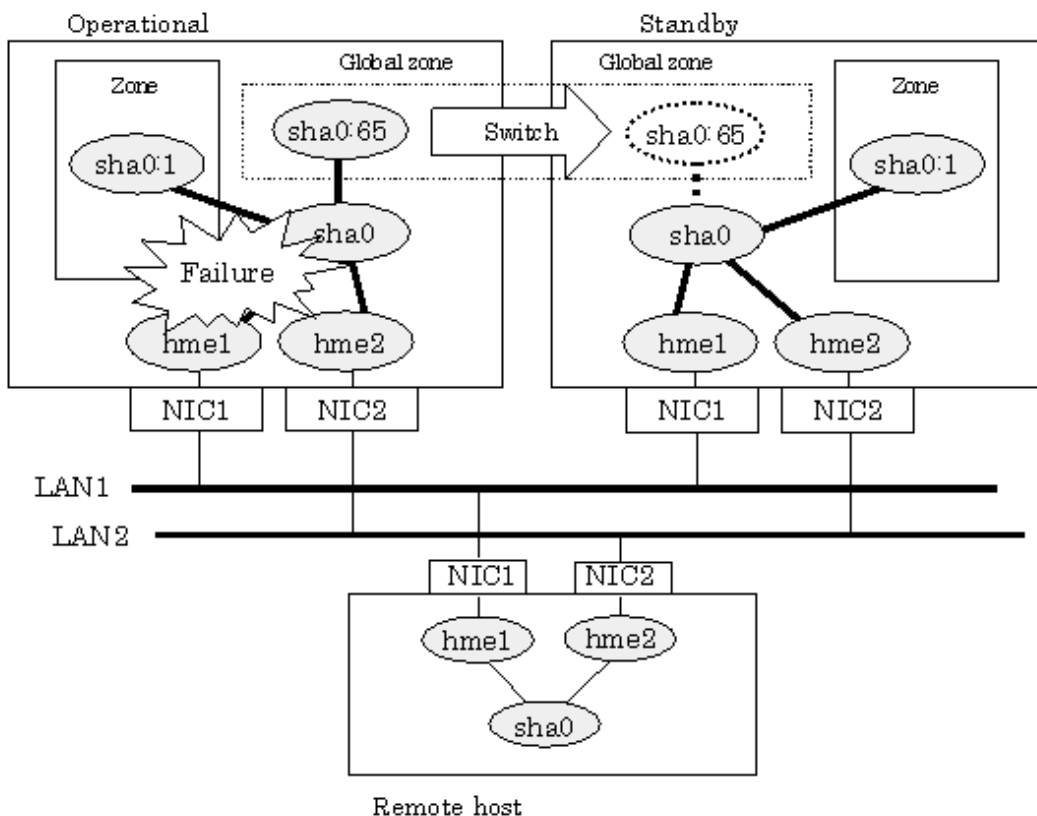 Operational
Standby
Global zone
Global zone
Zone
Zone
sha0:65
Switch
sha0:65
sha0:1
sha0:1
sha0
sha0
Failure
hme1
hme2
hme1
hme2
NIC1
NIC2
NIC1
NIC2
LAN1
LAN2
NIC1
NIC2
hme1
hme2
sha0
Remote host